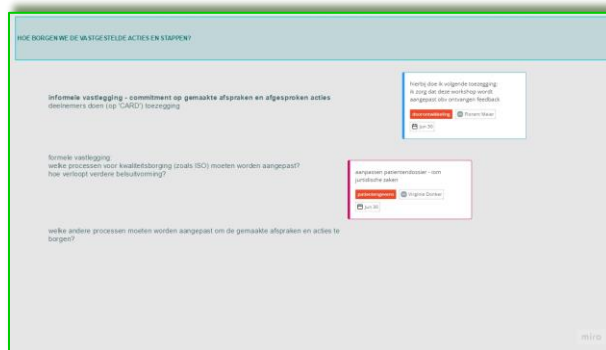 HOE BORGEN WE DE VASTGESTELDE ACTIES EN STAPPEN?
informele vastlegging - commitment op gemaakte afspraken en afgesproken acties
deelnemers doen (op 'CARD') toezegging
hierbij doe ik volgende toezegging:
ik zorg dat deze workshop wordt
aangepast obv ontvangen feedback
doorontwikkeling
jun 30
formele vastlegging
welke processen voor kwaliteitsborging (zoals ISO) moeten worden aangepast?
hoe verloopt verdere besluitvorming?
aanpassen patientendossier - ism
juridische zaken
Virginie Donker
jun 30
welke andere processen moeten worden aangepast om de gemaakte afspraken en acties te
borgen?
miro